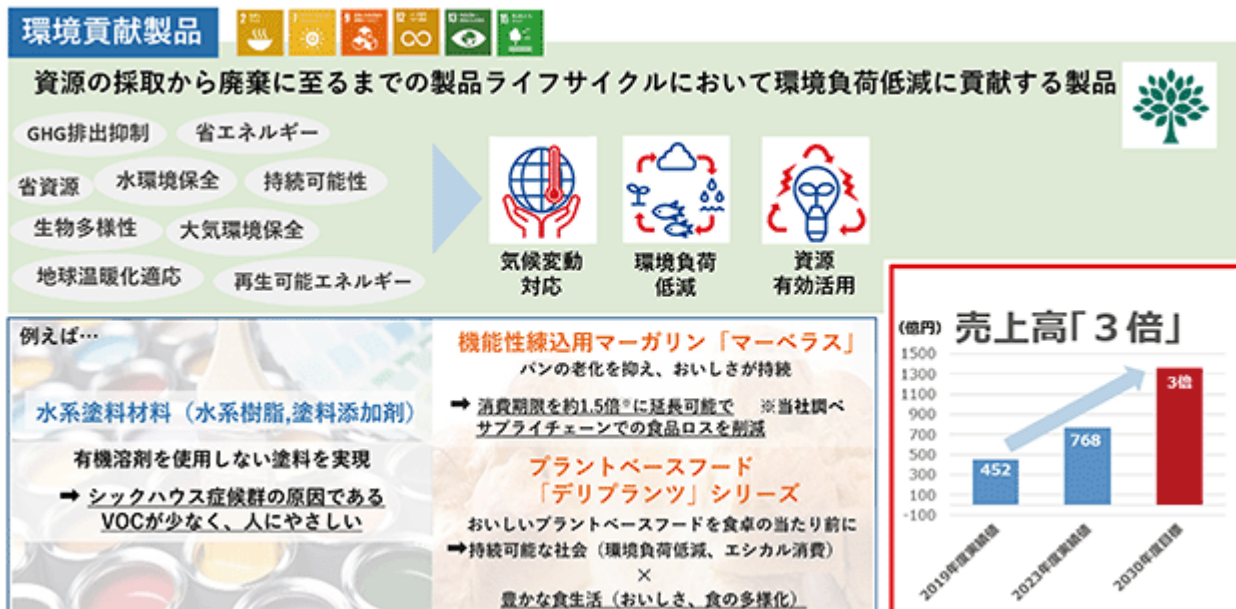 環境貢献製品
2
7
9
12
13
15
資源の採取から廃棄に至るまでの製品ライフサイクルにおいて環境負荷低減に貢献する製品
GHG排出抑制
省エネルギー
省資源
水環境保全
持続可能性
生物多様性
大気環境保全
地球温暖化適応
再生可能エネルギー
気候変動
対応
環境負荷
低減
資源
有効活用
例えば…
水系塗料材料（水系樹脂,塗料添加剤）
有機溶剤を使用しない塗料を実現
➡ シックハウス症候群の原因である
VOCが少なく、人にやさしい
機能性練込用マーガリン「マーベラス」
パンの老化を抑え、おいしさが持続
➡ 消費期限を約1.5倍※に延長可能で ※当社調べ
サプライチェーンでの食品ロスを削減
プラントベースフード
「デリプランツ」シリーズ
おいしいプラントベースフードを食卓の当たり前に
➡持続可能な社会（環境負荷低減、エシカル消費）
×
豊かな食生活（おいしさ、食の多様化）
(億円) 売上高「３倍」
1500
1300
1100
900
700
500
300
100
-100
452
768
3倍
2019年度実績値
2023年度実績値
2030年度目標